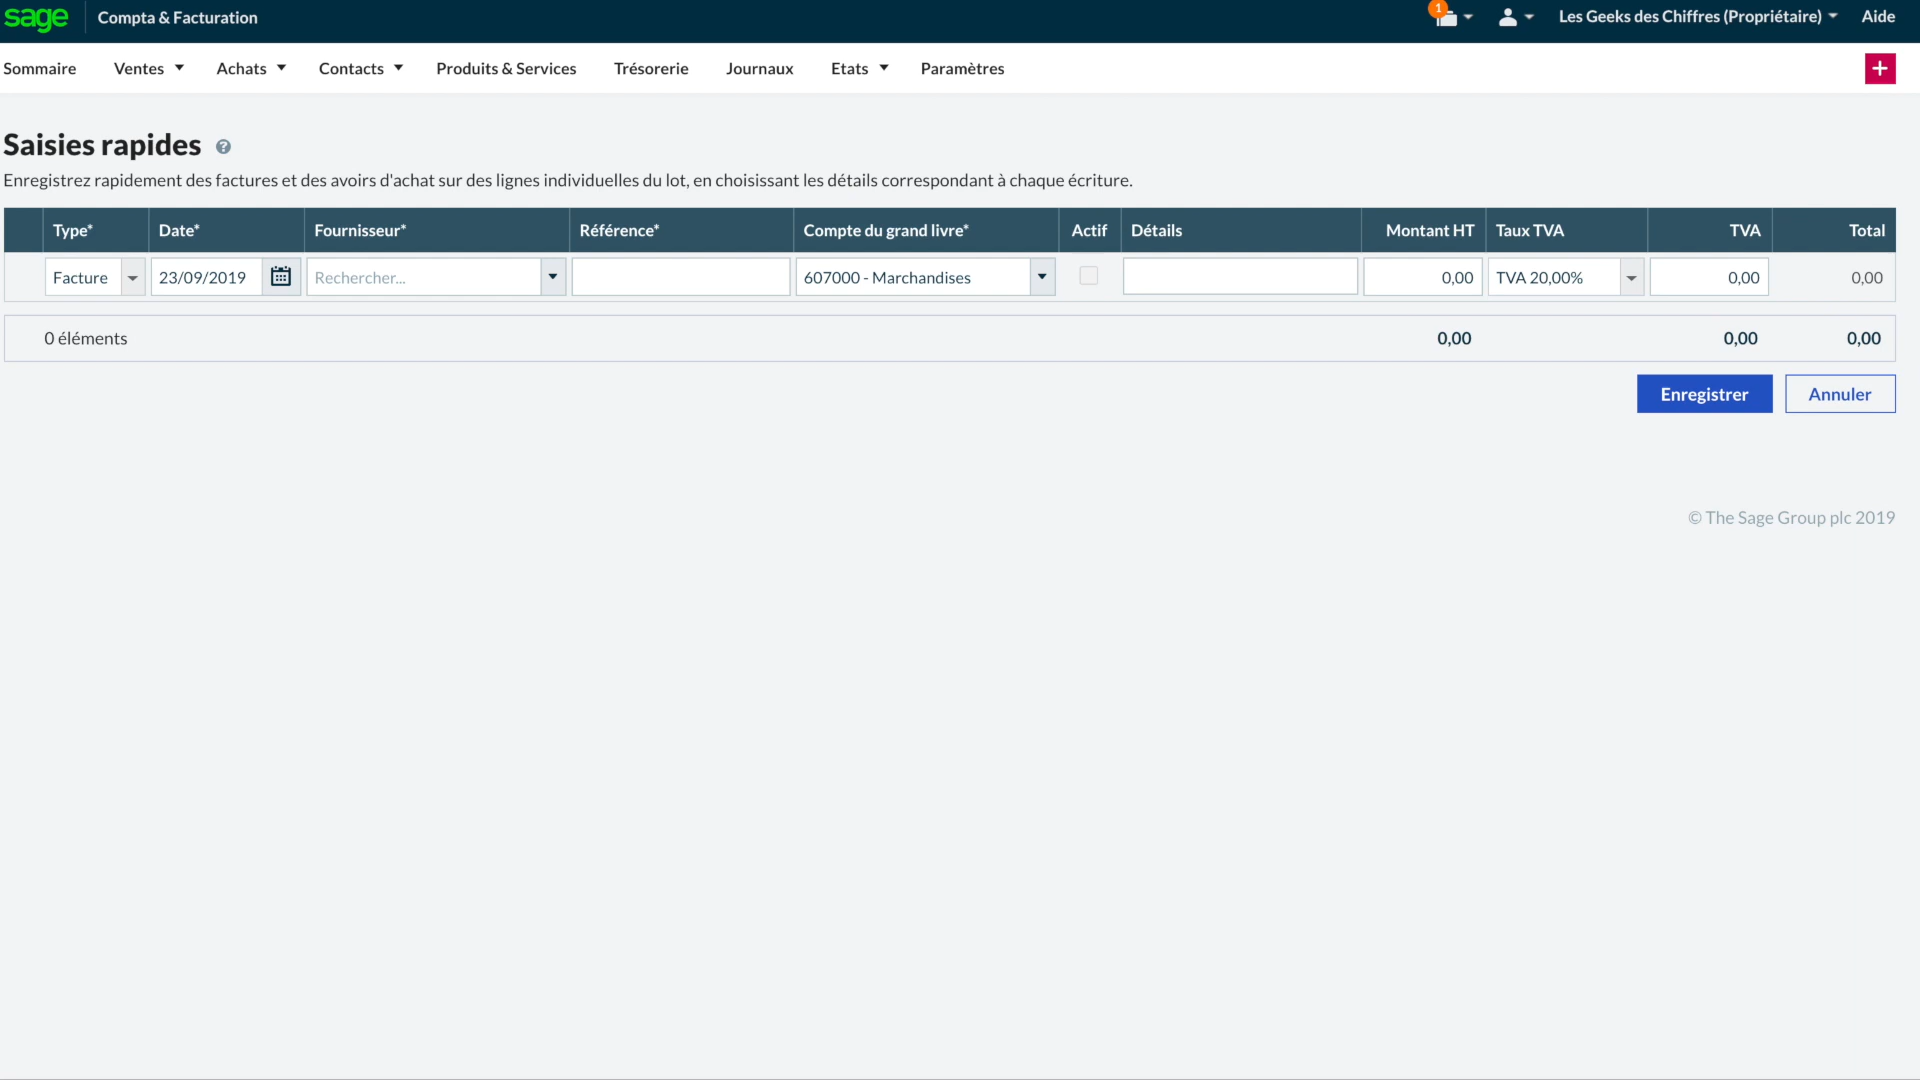 sage Compta & Facturation 1 Les Geeks des Chiffres (Propriétaire) Aide
Sommaire Ventes Achats Contacts Produits & Services Trésorerie Journaux Etats Paramètres +
Saisies rapides ?
Enregistrez rapidement des factures et des avoirs d'achat sur des lignes individuelles du lot, en choisissant les détails correspondant à chaque écriture.
Type* Date* Fournisseur* Référence* Compte du grand livre* Actif Détails Montant HT Taux TVA TVA Total
Facture 23/09/2019 Rechercher... 607000 - Marchandises 0,00 TVA 20,00% 0,00 0,00
0 éléments 0,00 0,00 0,00
Enregistrer Annuler
© The Sage Group plc 2019